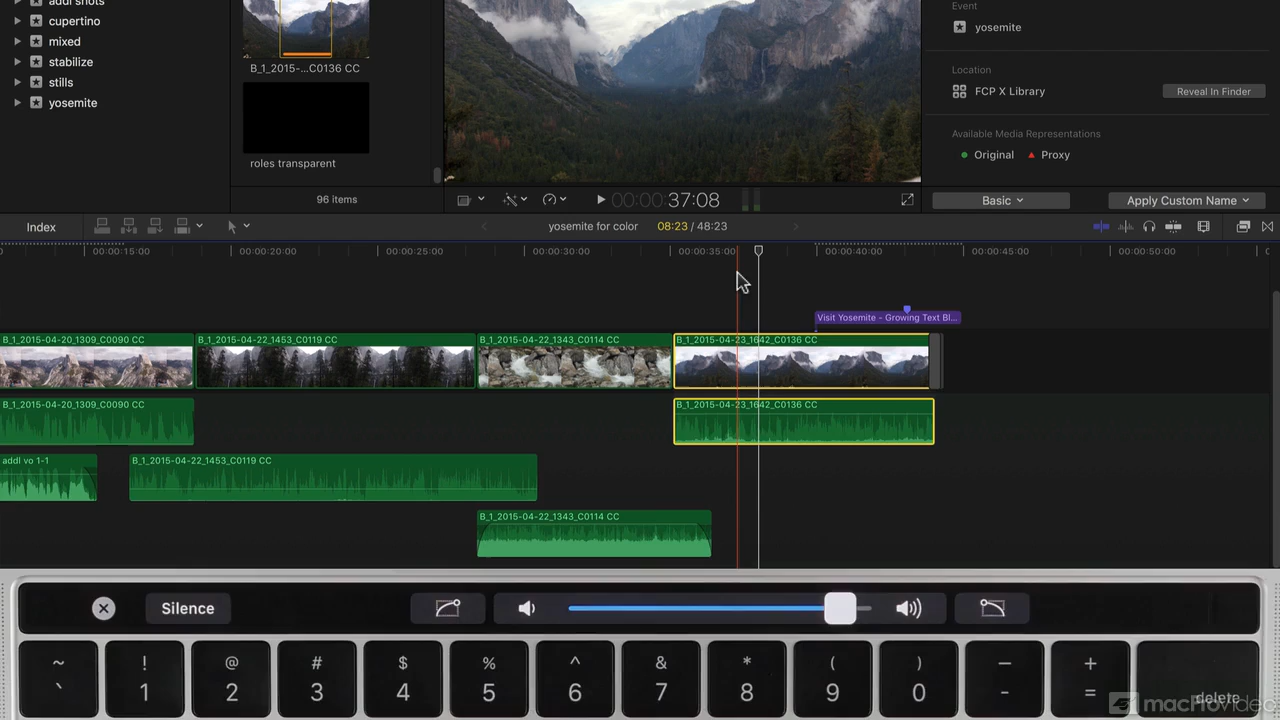 addl shots
cupertino
mixed
stabilize
stills
yosemite
B_1_2015-...C0136 CC
roles transparent
96 items
Event
yosemite
Location
FCP X Library
Reveal In Finder
Available Media Representations
Original
Proxy
00:00:37:08
Basic
Apply Custom Name
Index
yosemite for color
08:23 / 48:23
00:00:15:00
00:00:20:00
00:00:25:00
00:00:30:00
00:00:35:00
00:00:40:00
00:00:45:00
00:00:50:00
Visit Yosemite - Growing Text Bl...
B_1_2015-04-20_1309_C0090 CC
B_1_2015-04-22_1453_C0119 CC
B_1_2015-04-22_1343_C0114 CC
B_1_2015-04-23_1642_C0136 CC
B_1_2015-04-20_1309_C0090 CC
B_1_2015-04-23_1642_C0136 CC
addl vo 1-1
B_1_2015-04-22_1453_C0119 CC
B_1_2015-04-22_1343_C0114 CC
Silence
~ ! @ # $ % ^ & * ( ) — +
` 1 2 3 4 5 6 7 8 9 0 - =
delete
macProVideo